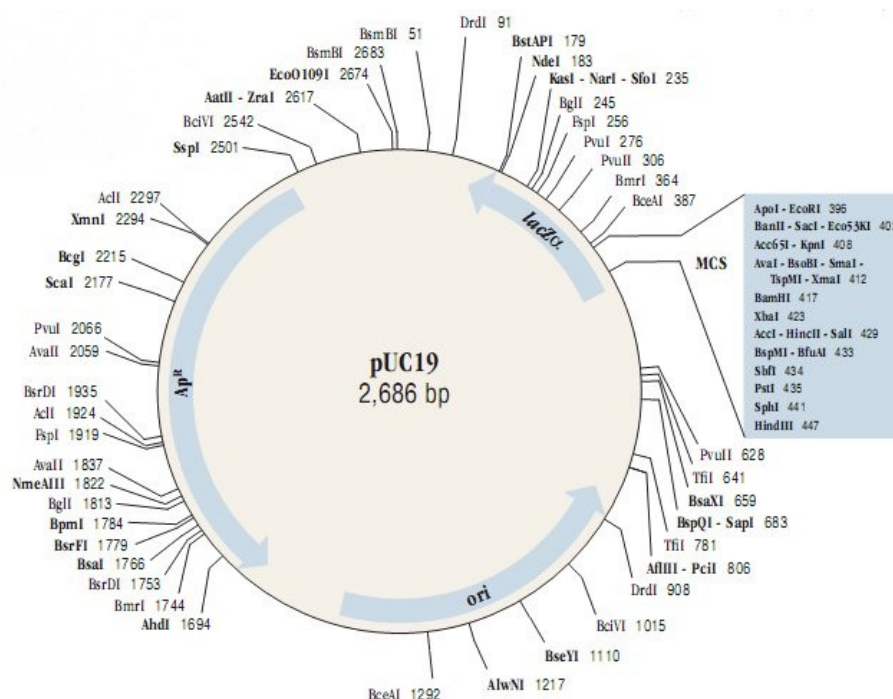 DrdI 91
BsmBI 51
BsmBI 2683
EcoO109I 2674
AatII - ZraI 2617
BciVI 2542
SspI 2501
AclI 2297
XmnI 2294
BcgI 2215
ScaI 2177
PvuI 2066
AvaII 2059
BsrDI 1935
AclI 1924
FspI 1919
AvaII 1837
NmeAIII 1822
BglI 1813
BpmI 1784
BsrFI 1779
BsaI 1766
BsrDI 1753
BmrI 1744
AhdI 1694
BstAPI 179
NdeI 183
KasI - NarI - SfoI 235
BglI 245
FspI 256
PvuI 276
PvuII 306
BmrI 364
BceAI 387
MCS
ApoI - EcoRI 396
BanII - SacI - Eco53KI
Acc65I - KpnI 408
AvaI - BsoBI - SmaI -
TspMI - XmaI 412
BamHI 417
XbaI 423
AccI - HincII - SalI 429
BspMI - BfuAI 433
SbfI 434
PstI 435
SphI 441
HindIII 447
lacZα
pUC19
2,686 bp
ApR
ori
PvuII 628
TfiI 641
BsaXI 659
BspQI - SapI 683
TfiI 781
AflIII - PciI 806
DrdI 908
BciVI 1015
BseYI 1110
AlwNI 1217
BceAI 1292